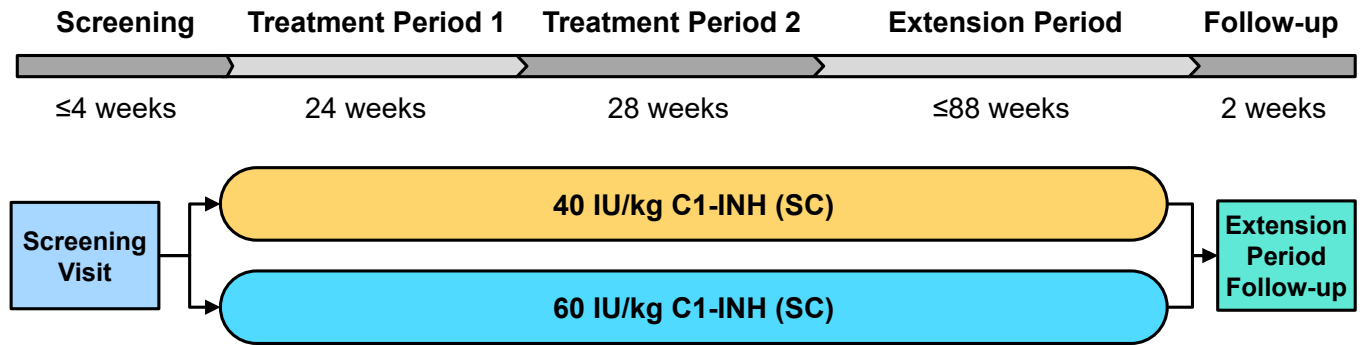 Screening Treatment Period 1 Treatment Period 2 Extension Period Follow-up
≤4 weeks 24 weeks 28 weeks ≤88 weeks 2 weeks
40 IU/kg C1-INH (SC)
Screening
Visit
60 IU/kg C1-INH (SC)
Extension
Period
Follow-up